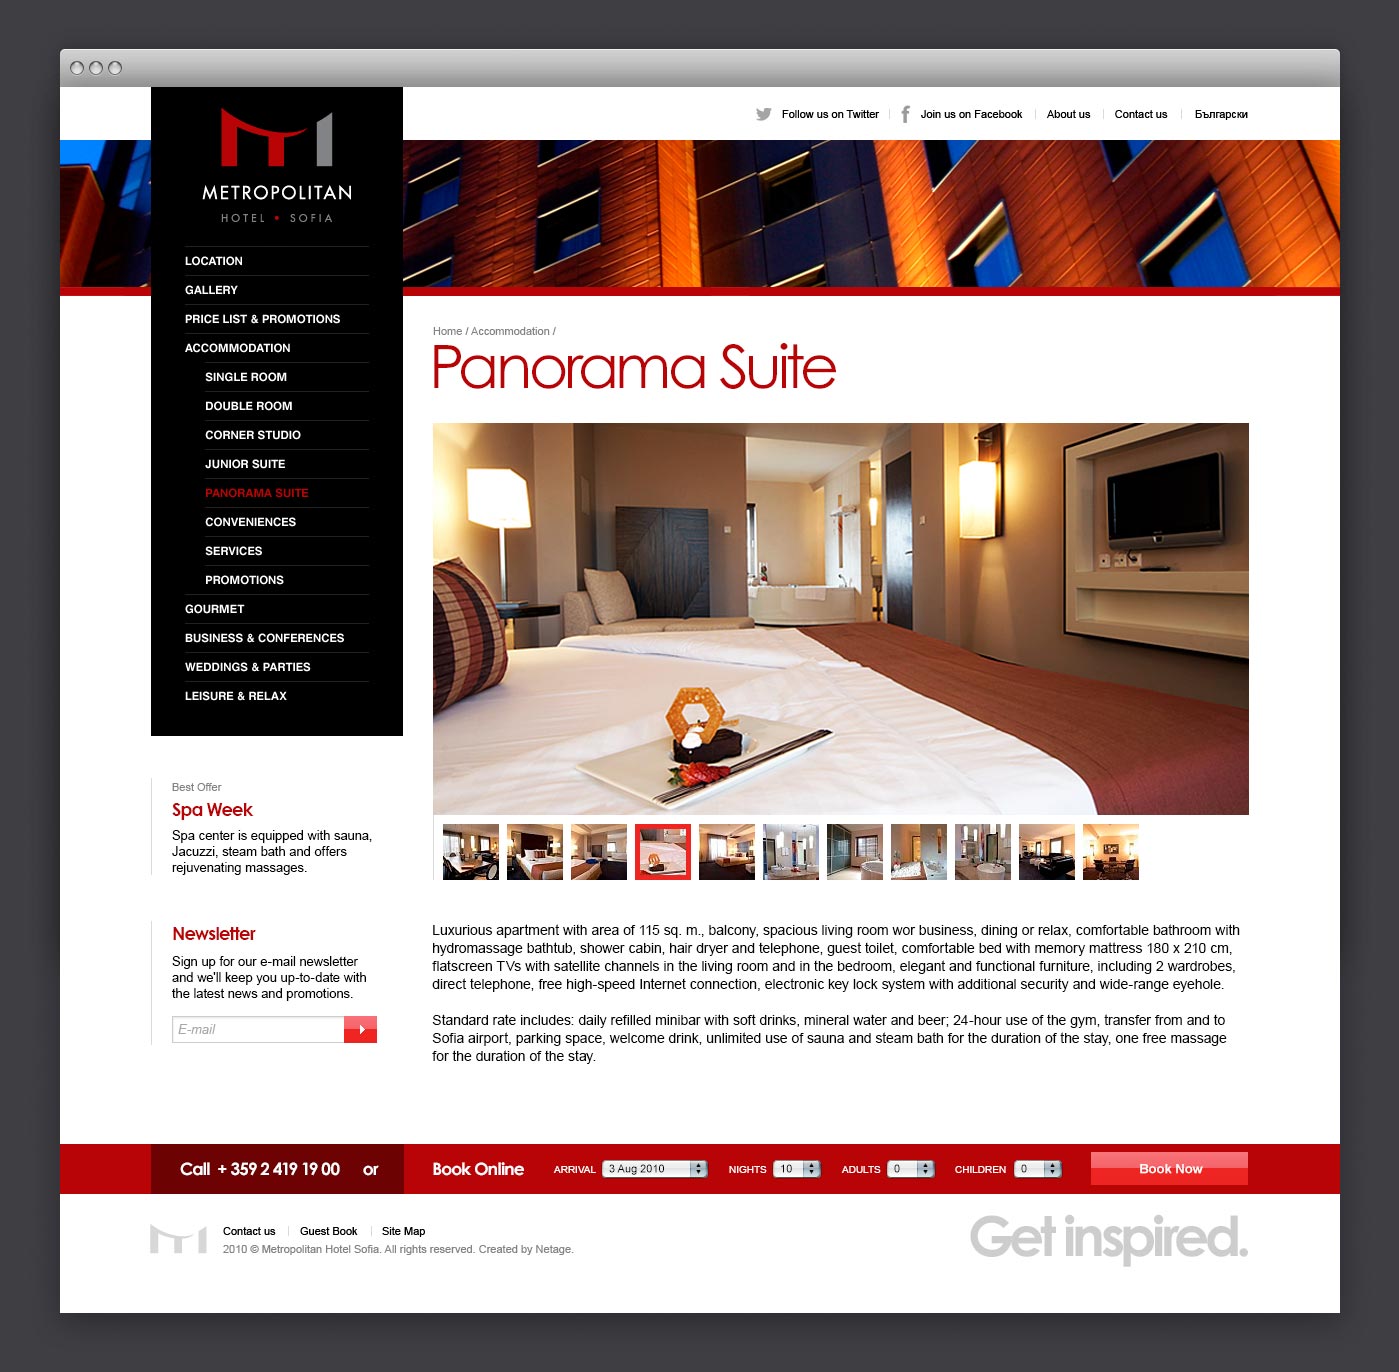 Follow us on Twitter
Join us on Facebook
About us
Contact us
Български
METROPOLITAN
HOTEL • SOFIA
LOCATION
GALLERY
PRICE LIST & PROMOTIONS
ACCOMMODATION
SINGLE ROOM
DOUBLE ROOM
CORNER STUDIO
JUNIOR SUITE
PANORAMA SUITE
CONVENIENCES
SERVICES
PROMOTIONS
GOURMET
BUSINESS & CONFERENCES
WEDDINGS & PARTIES
LEISURE & RELAX
Best Offer
Spa Week
Spa center is equipped with sauna,
Jacuzzi, steam bath and offers
rejuvenating massages.
Newsletter
Sign up for our e-mail newsletter
and we'll keep you up-to-date with
the latest news and promotions.
E-mail
Home / Accommodation /
Panorama Suite
Luxurious apartment with area of 115 sq. m., balcony, spacious living room wor business, dining or relax, comfortable bathroom with
hydromassage bathtub, shower cabin, hair dryer and telephone, guest toilet, comfortable bed with memory mattress 180 x 210 cm,
flatscreen TVs with satellite channels in the living room and in the bedroom, elegant and functional furniture, including 2 wardrobes,
direct telephone, free high-speed Internet connection, electronic key lock system with additional security and wide-range eyehole.
Standard rate includes: daily refilled minibar with soft drinks, mineral water and beer; 24-hour use of the gym, transfer from and to
Sofia airport, parking space, welcome drink, unlimited use of sauna and steam bath for the duration of the stay, one free massage
for the duration of the stay.
Call + 359 2 419 19 00 or
Book Online
ARRIVAL 3 Aug 2010
NIGHTS 10
ADULTS 0
CHILDREN 0
Book Now
Contact us
Guest Book
Site Map
2010 © Metropolitan Hotel Sofia. All rights reserved. Created by Netage.
Get inspired.